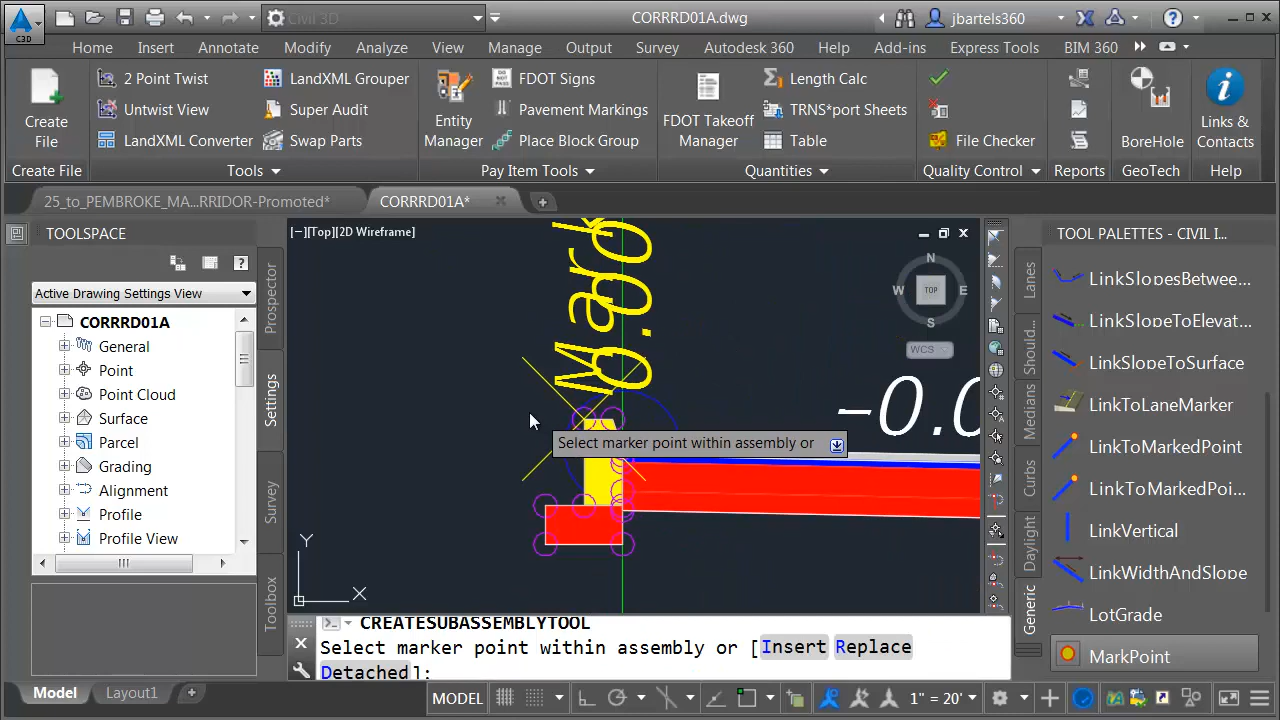 Civil 3D
CORRRD01A.dwg
jbartels360
C3D
Home Insert Annotate Modify Analyze View Manage Output Survey Autodesk 360 Help Add-ins Express Tools BIM 360
Create File
2 Point Twist
Untwist View
LandXML Converter
LandXML Grouper
Super Audit
Swap Parts
Entity Manager
FDOT Signs
Pavement Markings
Place Block Group
FDOT Takeoff Manager
Length Calc
TRNS*port Sheets
Table
File Checker
BoreHole
Links & Contacts
Create File Tools Pay Item Tools Quantities Quality Control Reports GeoTech Help
25_to_PEMBROKE_MA...RRIDOR-Promoted* CORRRD01A*
TOOLSPACE
Active Drawing Settings View
CORRRD01A
General
Point
Point Cloud
Surface
Parcel
Grading
Alignment
Profile
Profile View
Prospector
Settings
Survey
Toolbox
[−][Top][2D Wireframe]
Mark
0.00
-0.0
N
W TOP E
S
WCS
Select marker point within assembly or
Y
X
CREATESUBASSEMBLYTOOL
Select marker point within assembly or [Insert Replace
Detached]:
TOOL PALETTES - CIVIL I...
Lanes
Should...
Medians
Curbs
Daylight
Generic
LinkSlopesBetwee...
LinkSlopeToElevat...
LinkSlopeToSurface
LinkToLaneMarker
LinkToMarkedPoint
LinkToMarkedPoi...
LinkVertical
LinkWidthAndSlope
LotGrade
MarkPoint
Model Layout1
MODEL
1" = 20'